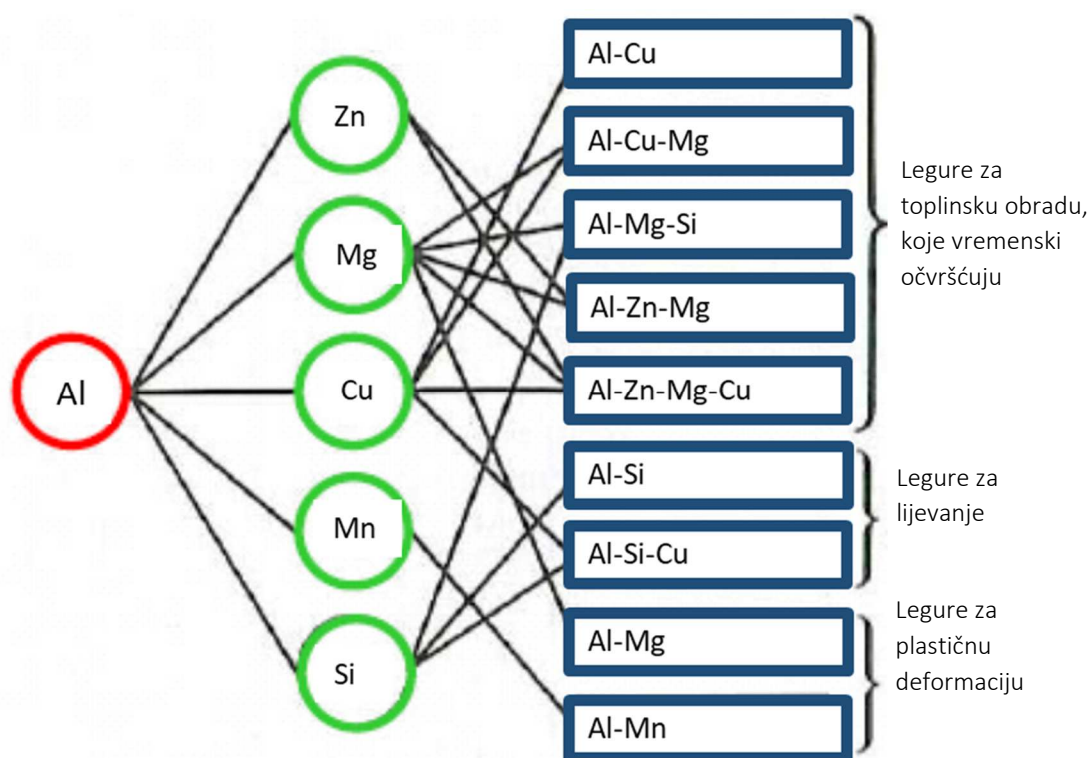 Al
Zn
Mg
Cu
Mn
Si
Al-Cu
Al-Cu-Mg
Al-Mg-Si
Al-Zn-Mg
Al-Zn-Mg-Cu
Al-Si
Al-Si-Cu
Al-Mg
Al-Mn
Legure za
toplinsku obradu,
koje vremenski
očvršćuju
Legure za
lijevanje
Legure za
plastičnu
deformaciju